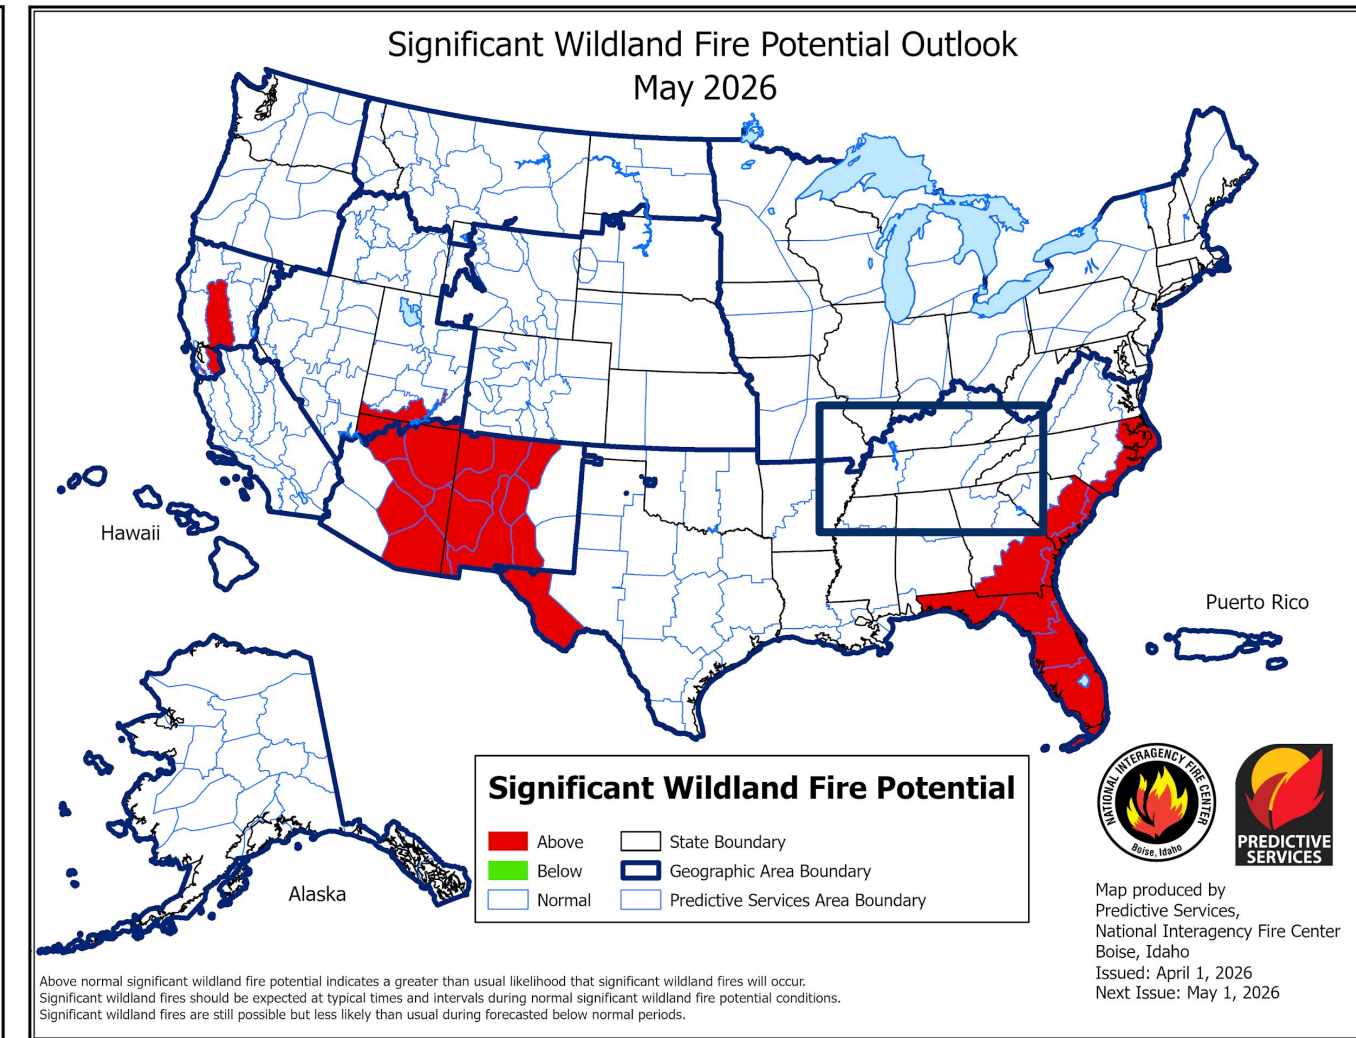 Significant Wildland Fire Potential Outlook
May 2026
Hawaii
Puerto Rico
Alaska
Significant Wildland Fire Potential
Above
State Boundary
Below
Geographic Area Boundary
Normal
Predictive Services Area Boundary
NATIONAL INTERAGENCY FIRE CENTER
Boise, Idaho
PREDICTIVE
SERVICES
Map produced by
Predictive Services,
National Interagency Fire Center
Boise, Idaho
Issued: April 1, 2026
Next Issue: May 1, 2026
Above normal significant wildland fire potential indicates a greater than usual likelihood that significant wildland fires will occur.
Significant wildland fires should be expected at typical times and intervals during normal significant wildland fire potential conditions.
Significant wildland fires are still possible but less likely than usual during forecasted below normal periods.